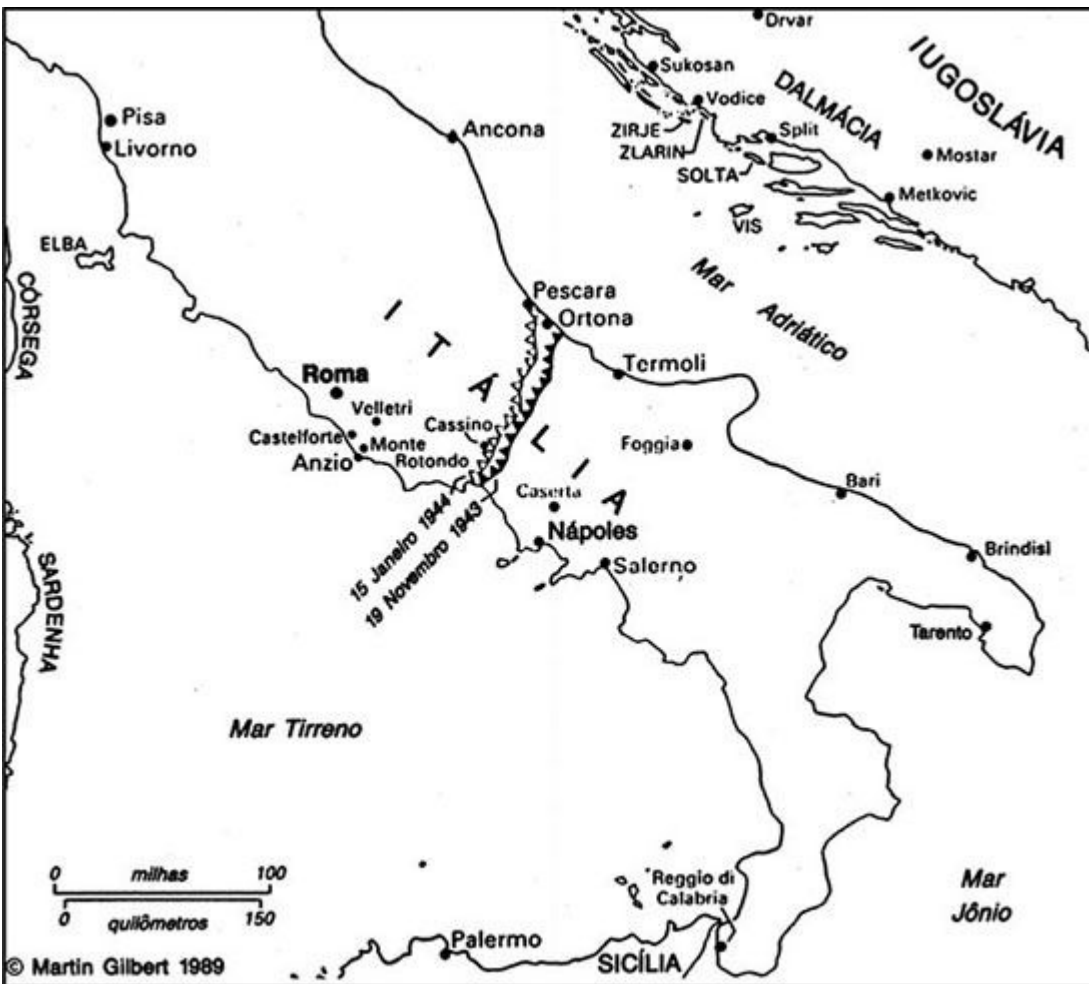 Drvar
IUGOSLÁVIA
Sukosan
DALMÁCIA
Vodice
Pisa
Livorno
Ancona
ZIRJE
ZLARIN
Split
SOLTA
Mostar
Metkovic
VIS
ELBA
CÓRSEGA
Mar
Adriático
Pescara
Ortona
ITÁLIA
Termoli
Roma
Velletri
Cassino
Castelforte
Monte
Rotondo
Anzio
Foggia
Bari
Caserta
15 Janeiro 1944
19 Novembro 1943
Nápoles
Salerno
Brindisi
Tarento
SARDENHA
Mar Tirreno
0 milhas 100
0 quilômetros 150
Reggio di
Calabria
Mar
Jônio
Palermo
SICÍLIA
© Martin Gilbert 1989